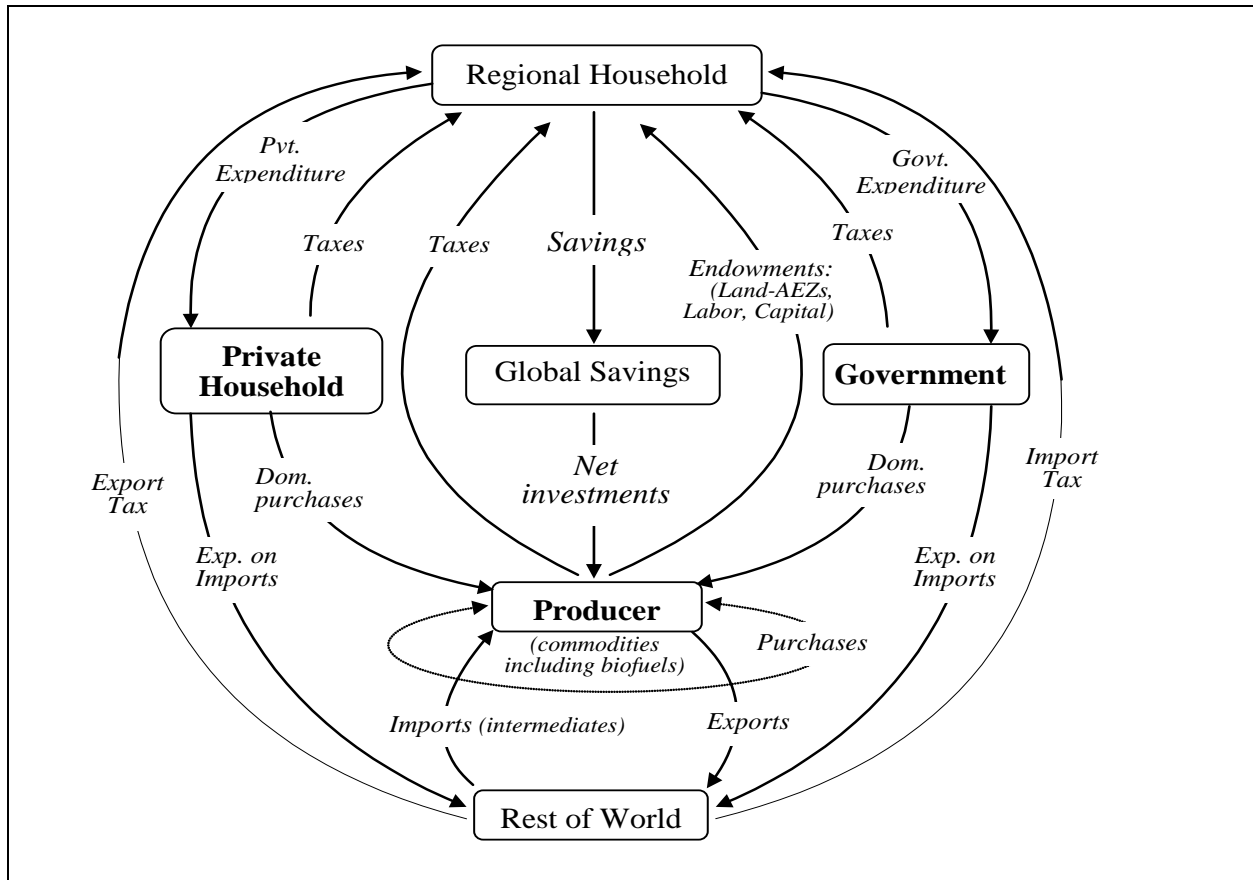 Regional Household
Pvt.
Expenditure
Govt.
Expenditure
Taxes
Taxes
Savings
Taxes
Endowments:
(Land-AEZs,
Labor, Capital)
Private
Household
Global Savings
Government
Export
Tax
Dom.
purchases
Net
investments
Dom.
purchases
Import
Tax
Exp. on
Imports
Exp. on
Imports
Producer
(commodities
including biofuels)
Purchases
Imports (intermediates)
Exports
Rest of World